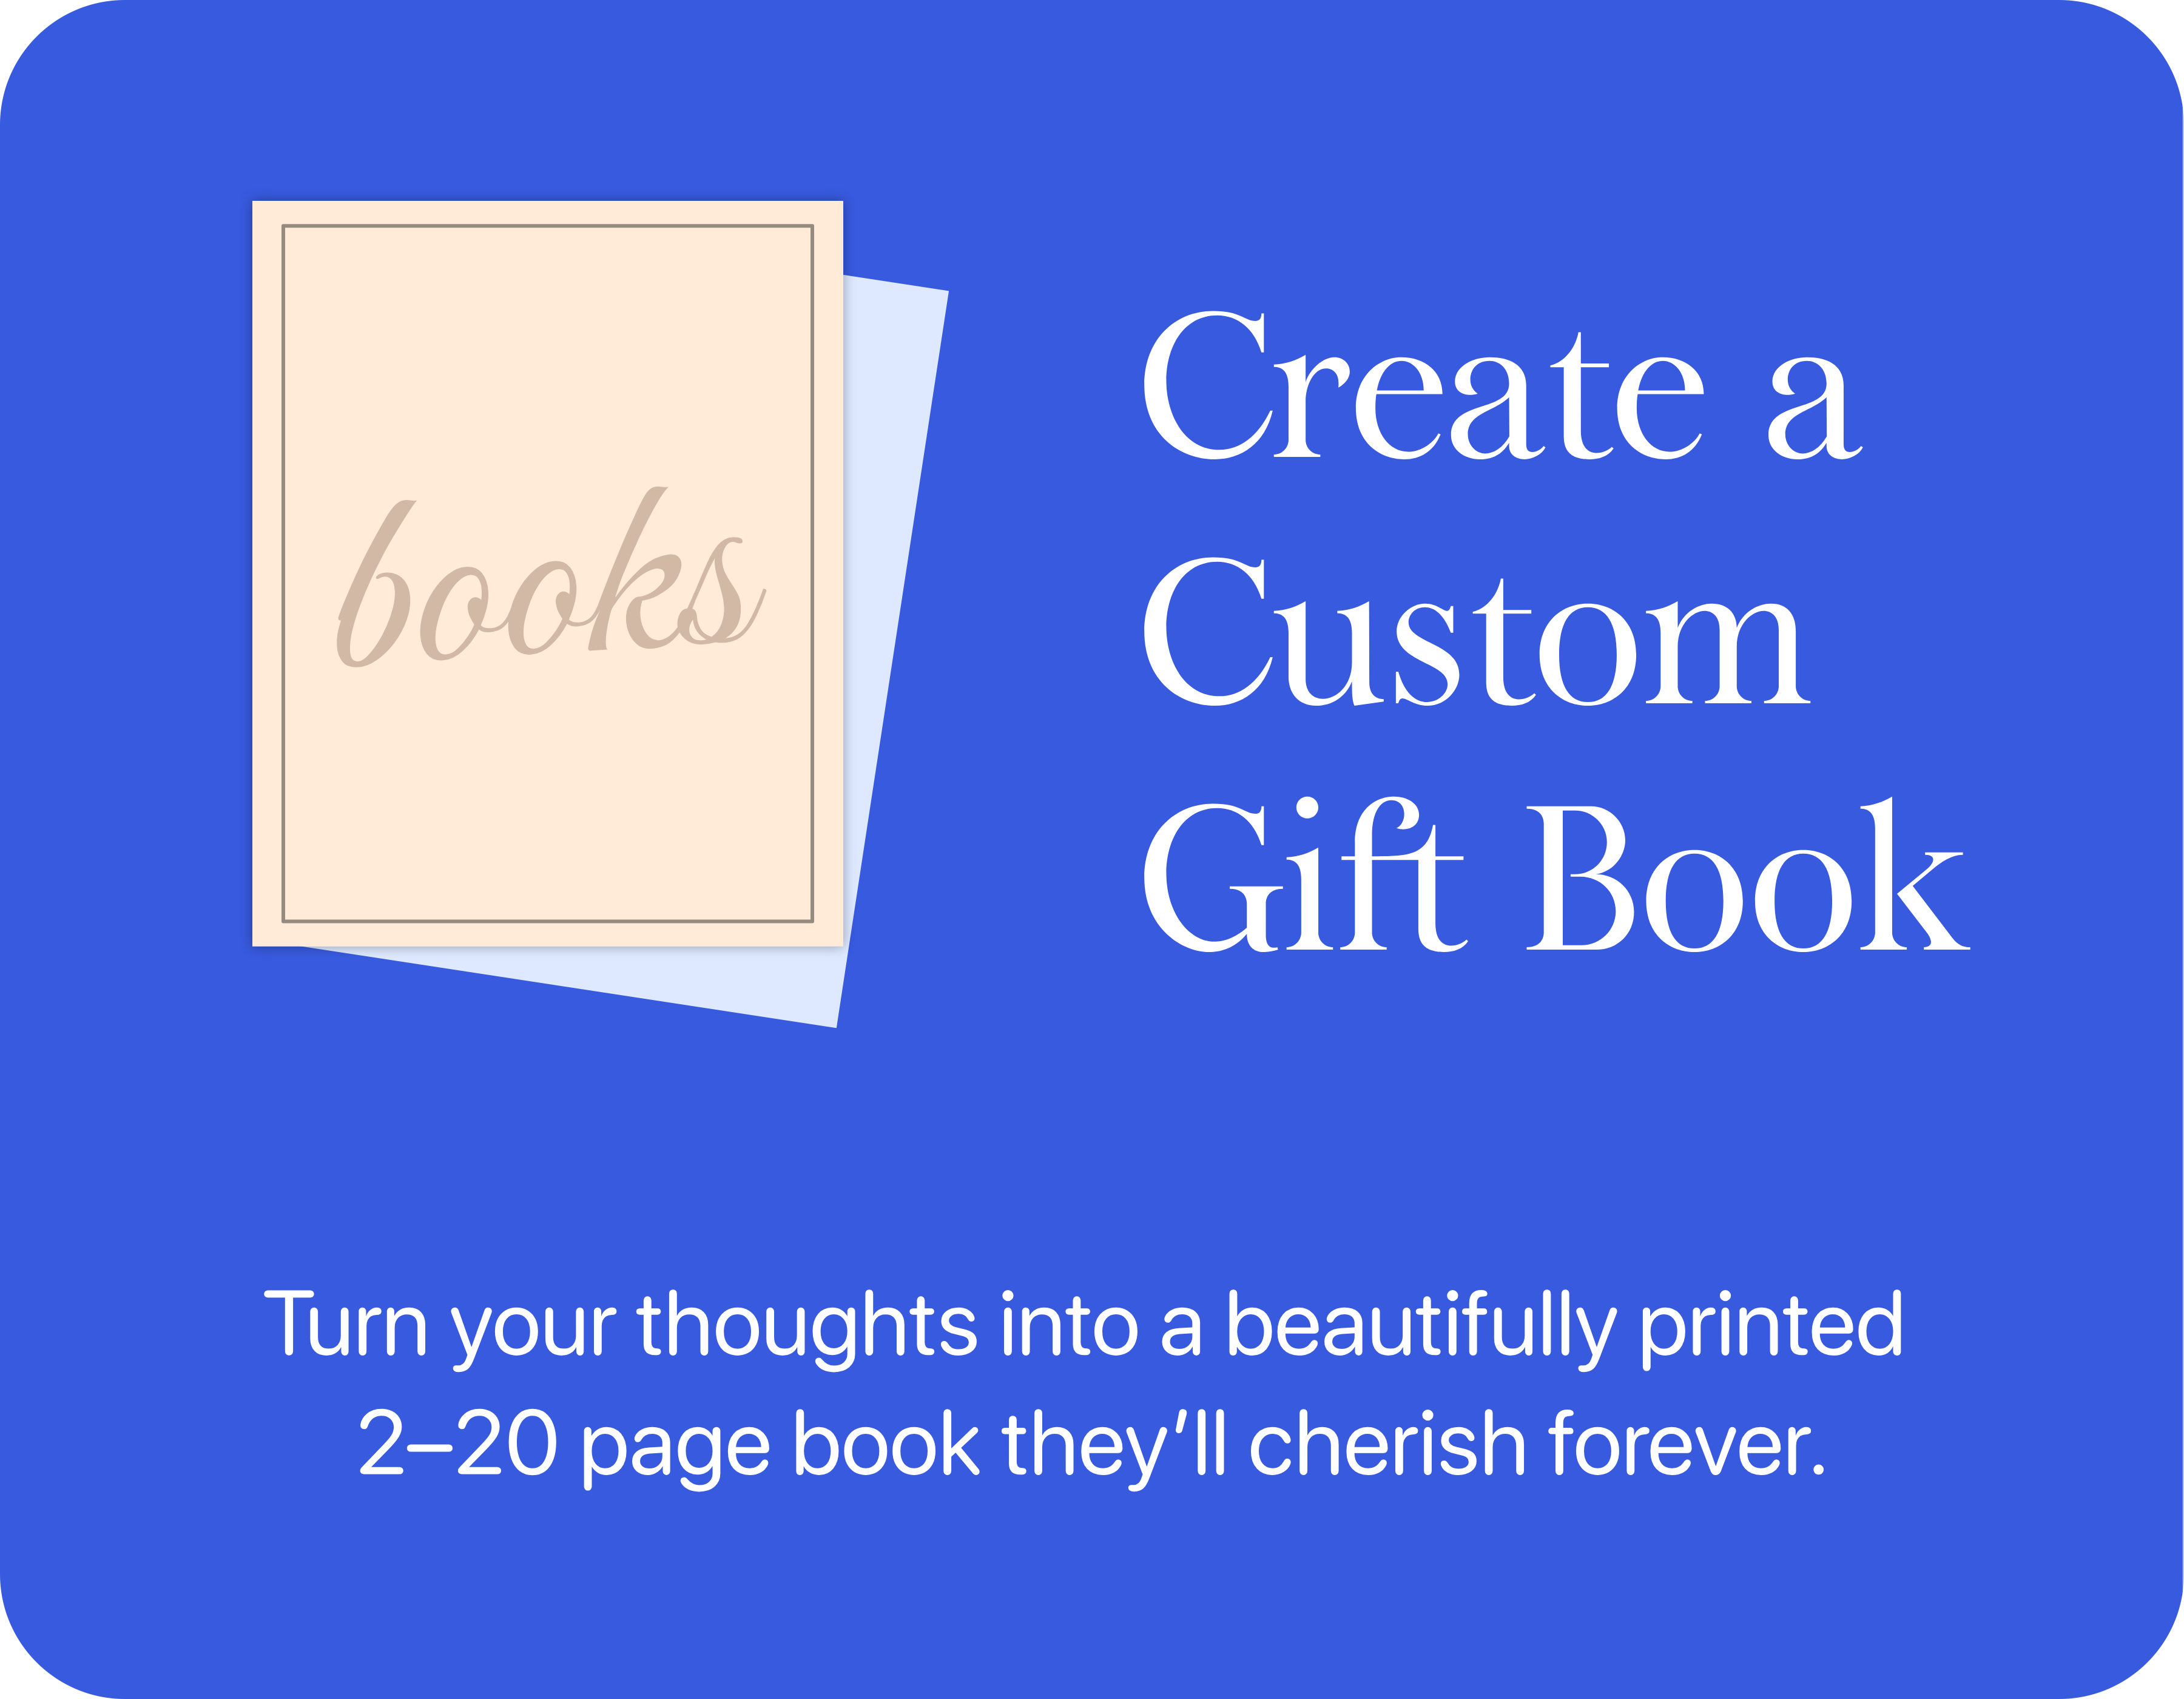 books
Create a
Custom
Gift Book
Turn your thoughts into a beautifully printed
2–20 page book they'll cherish forever.